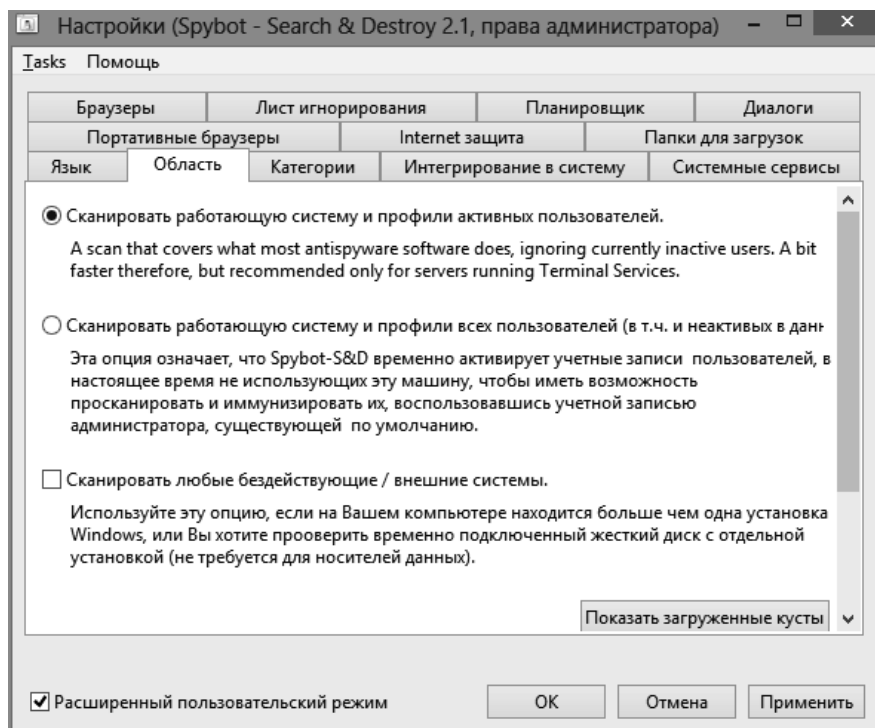 Настройки (Spybot - Search & Destroy 2.1, права администратора)
Tasks Помощь
Браузеры Лист игнорирования Планировщик Диалоги
Портативные браузеры Internet защита Папки для загрузок
Язык Область Категории Интегрирование в систему Системные сервисы
Сканировать работающую систему и профили активных пользователей.
A scan that covers what most antispyware software does, ignoring currently inactive users. A bit
faster therefore, but recommended only for servers running Terminal Services.
Сканировать работающую систему и профили всех пользователей (в т.ч. и неактивых в данн
Эта опция означает, что Spybot-S&D временно активирует учетные записи пользователей, в
настоящее время не использующих эту машину, чтобы иметь возможность
просканировать и иммунизировать их, воспользовавшись учетной записью
администратора, существующей по умолчанию.
Сканировать любые бездействующие / внешние системы.
Используйте эту опцию, если на Вашем компьютере находится больше чем одна установка
Windows, или Вы хотите прооверить временно подключенный жесткий диск с отдельной
установкой (не требуется для носителей данных).
Показать загруженные кусты
Расширенный пользовательский режим OK Отмена Применить